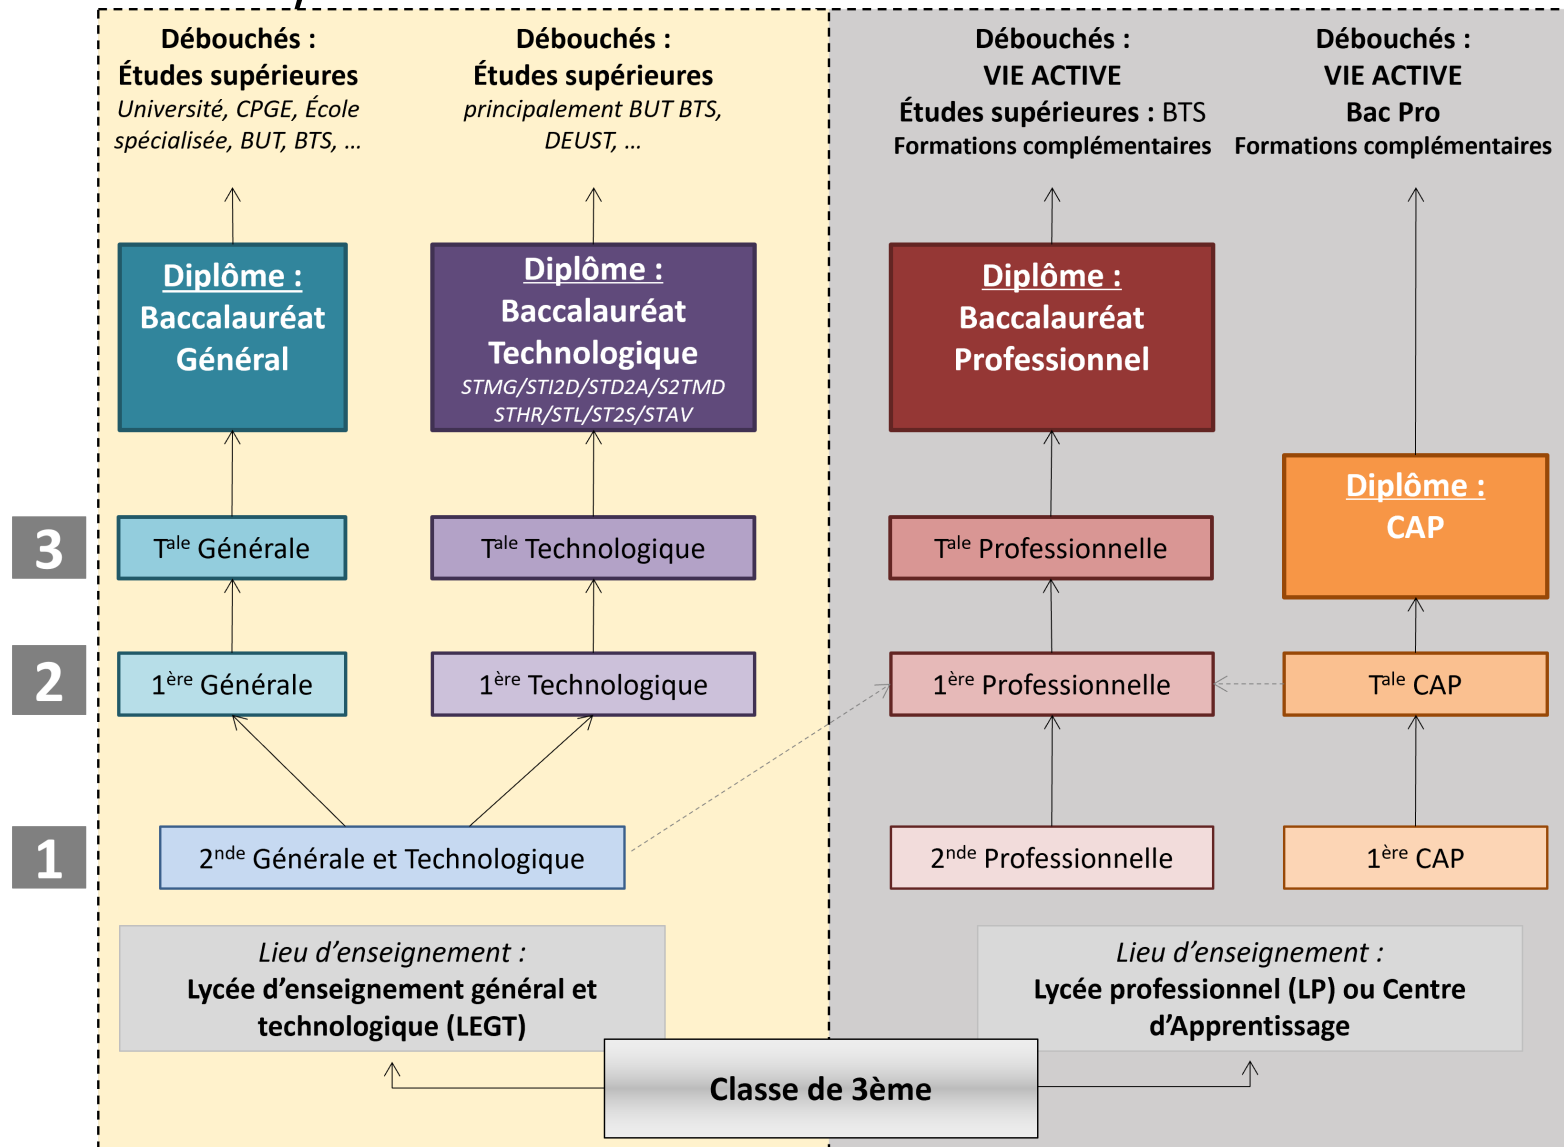 Débouchés :
Études supérieures
Université, CPGE, École
spécialisée, BUT, BTS, ...
Débouchés :
Études supérieures
principalement BUT BTS,
DEUST, ...
Débouchés :
VIE ACTIVE
Études supérieures : BTS
Formations complémentaires
Débouchés :
VIE ACTIVE
Bac Pro
Formations complémentaires
Diplôme :
Baccalauréat
Général
Diplôme :
Baccalauréat
Technologique
STMG/STI2D/STD2A/S2TMD
STHR/STL/ST2S/STAV
Diplôme :
Baccalauréat
Professionnel
Diplôme :
CAP
3
Tale Générale
Tale Technologique
Tale Professionnelle
2
1ère Générale
1ère Technologique
1ère Professionnelle
Tale CAP
1
2nde Générale et Technologique
2nde Professionnelle
1ère CAP
Lieu d’enseignement :
Lycée d’enseignement général et
technologique (LEGT)
Lieu d’enseignement :
Lycée professionnel (LP) ou Centre
d’Apprentissage
Classe de 3ème